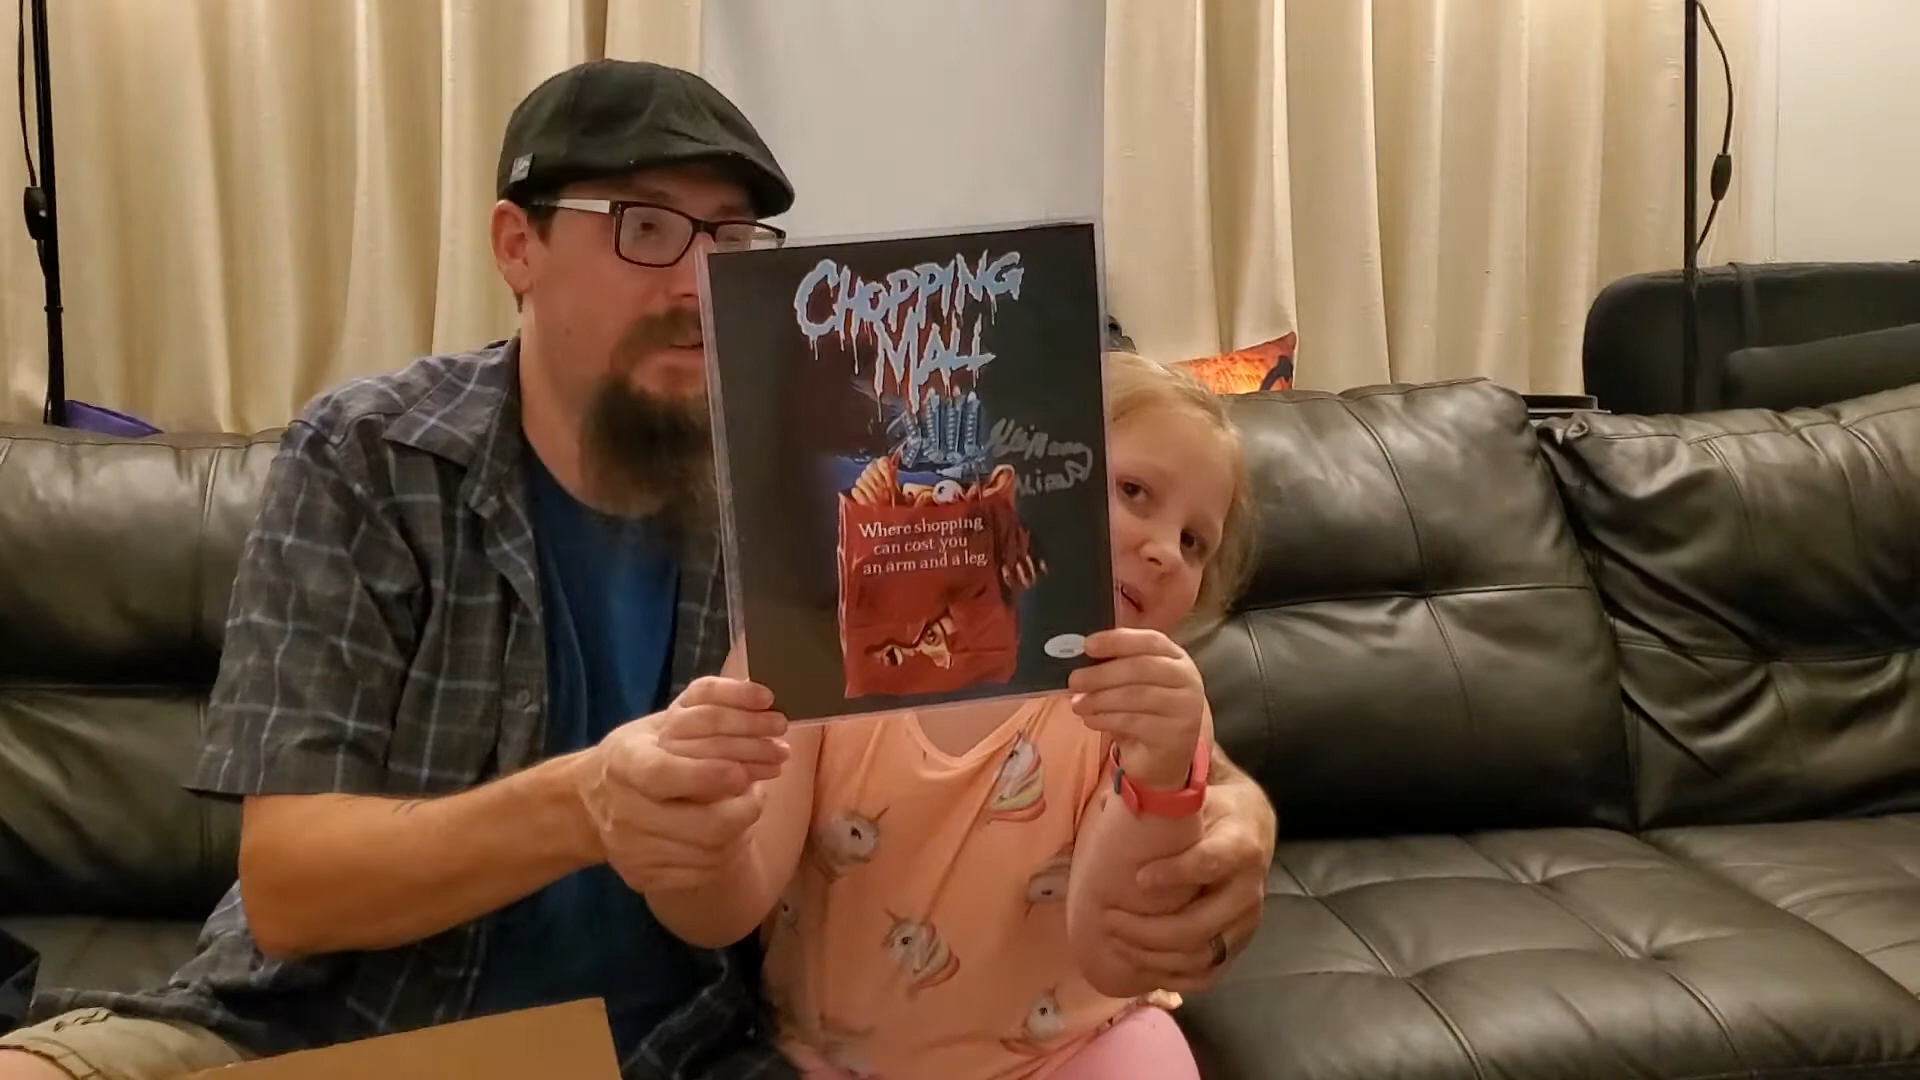 CHOPPING
MALL
Where shopping
can cost you
an arm and a leg.